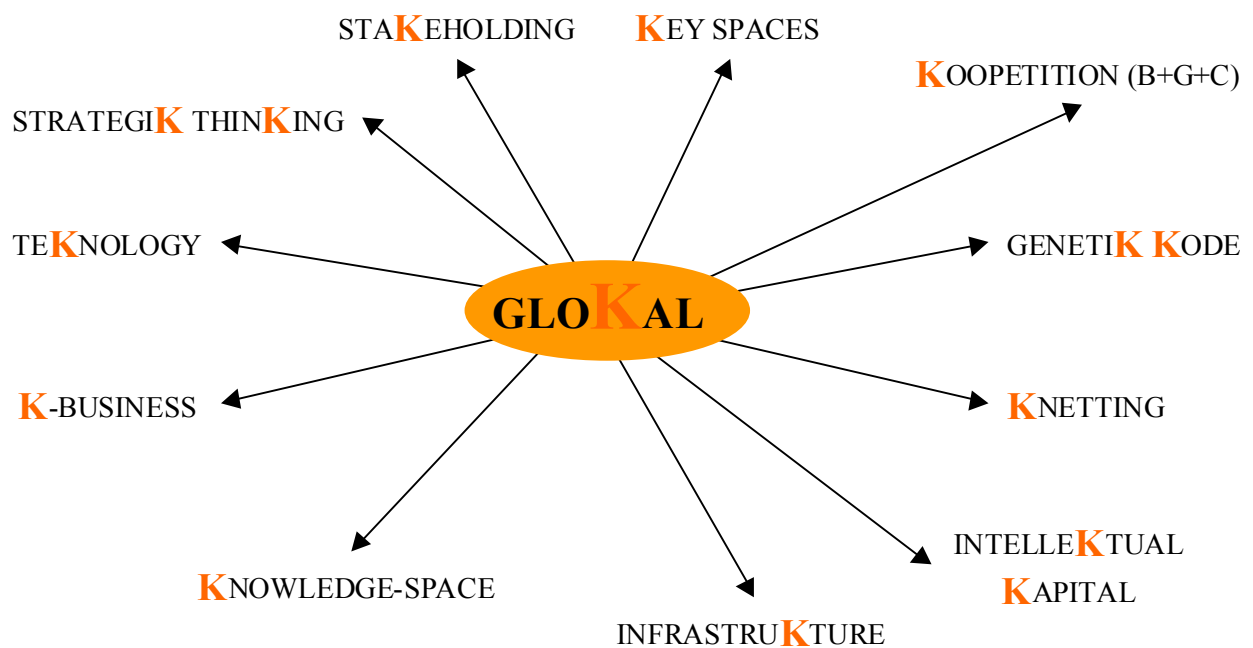 STAKEHOLDING
KEY SPACES
KOOPETITION (B+G+C)
STRATEGIK THINKING
TEKNOLOGY
GENETIK KODE
GLOKAL
K-BUSINESS
KNETTING
INTELLEKTUAL
KAPITAL
KNOWLEDGE-SPACE
INFRASTRUKTURE